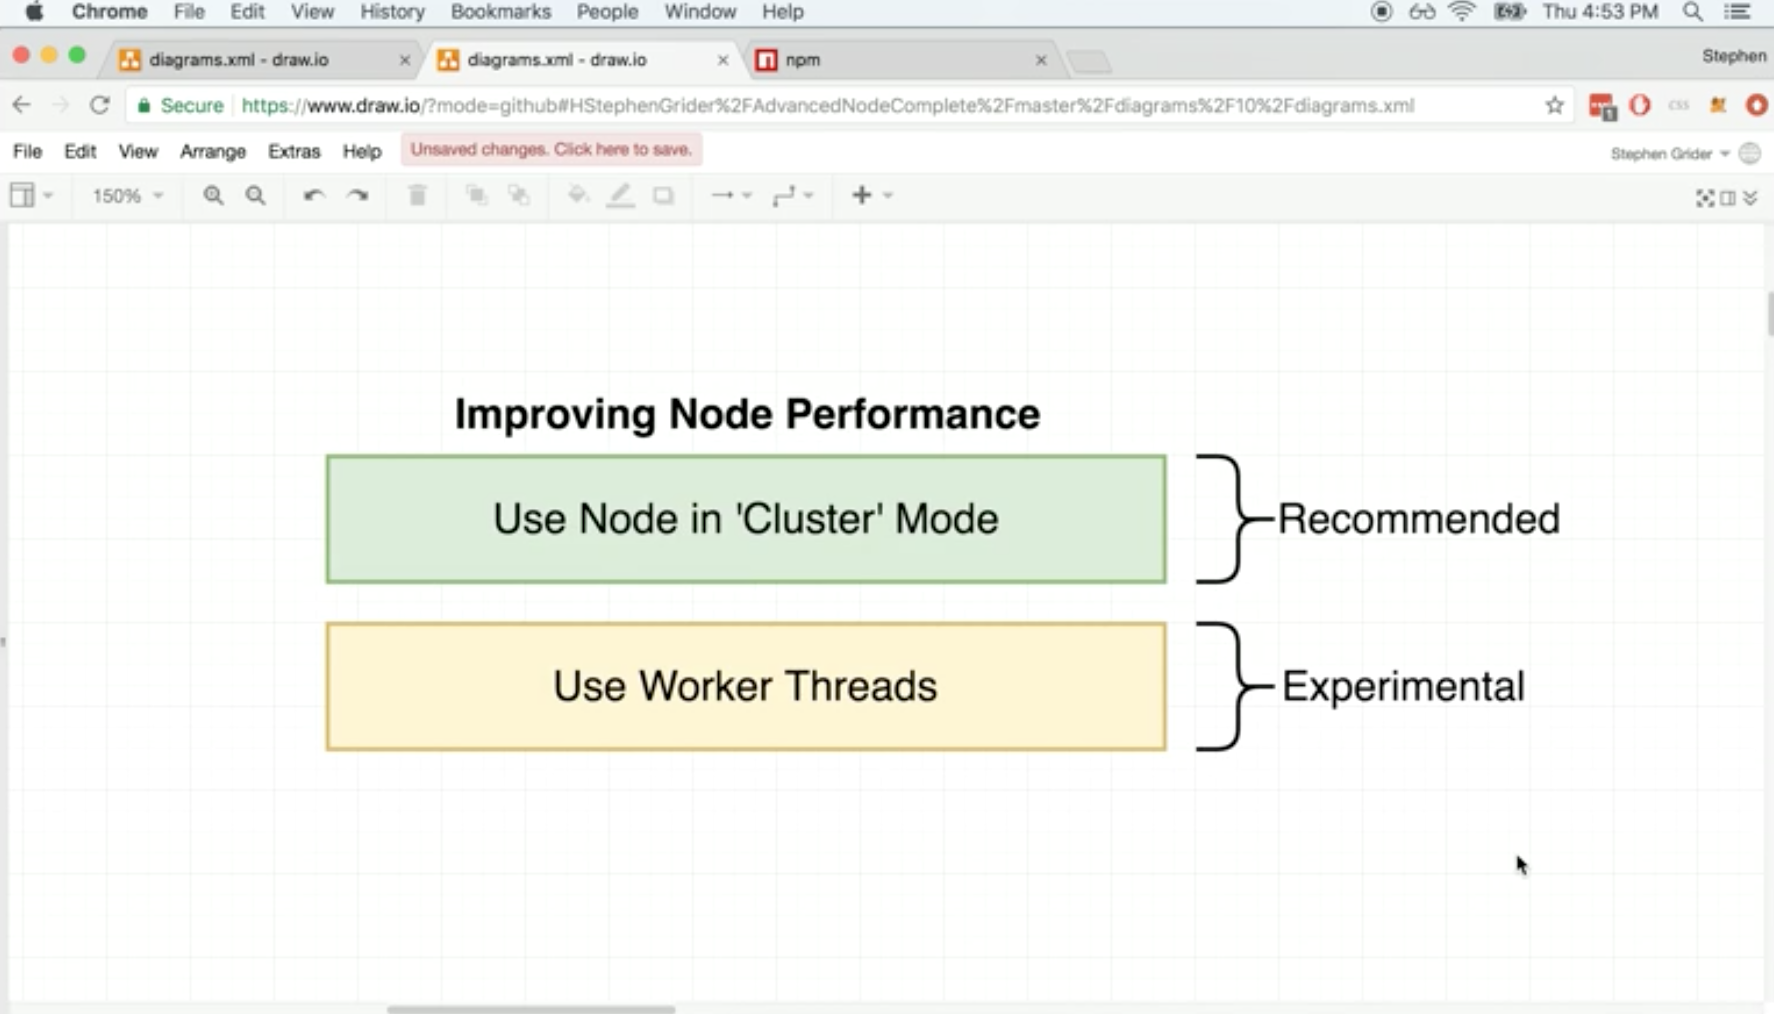 Chrome File Edit View History Bookmarks People Window Help Thu 4:53 PM
diagrams.xml - draw.io diagrams.xml - draw.io npm Stephen
Secure https://www.draw.io/?mode=github#HStephenGrider%2FAdvancedNodeComplete%2Fmaster%2Fdiagrams%2F10%2Fdiagrams.xml CSS
File Edit View Arrange Extras Help Unsaved changes. Click here to save. Stephen Grider
150%
Improving Node Performance
Use Node in 'Cluster' Mode Recommended
Use Worker Threads Experimental